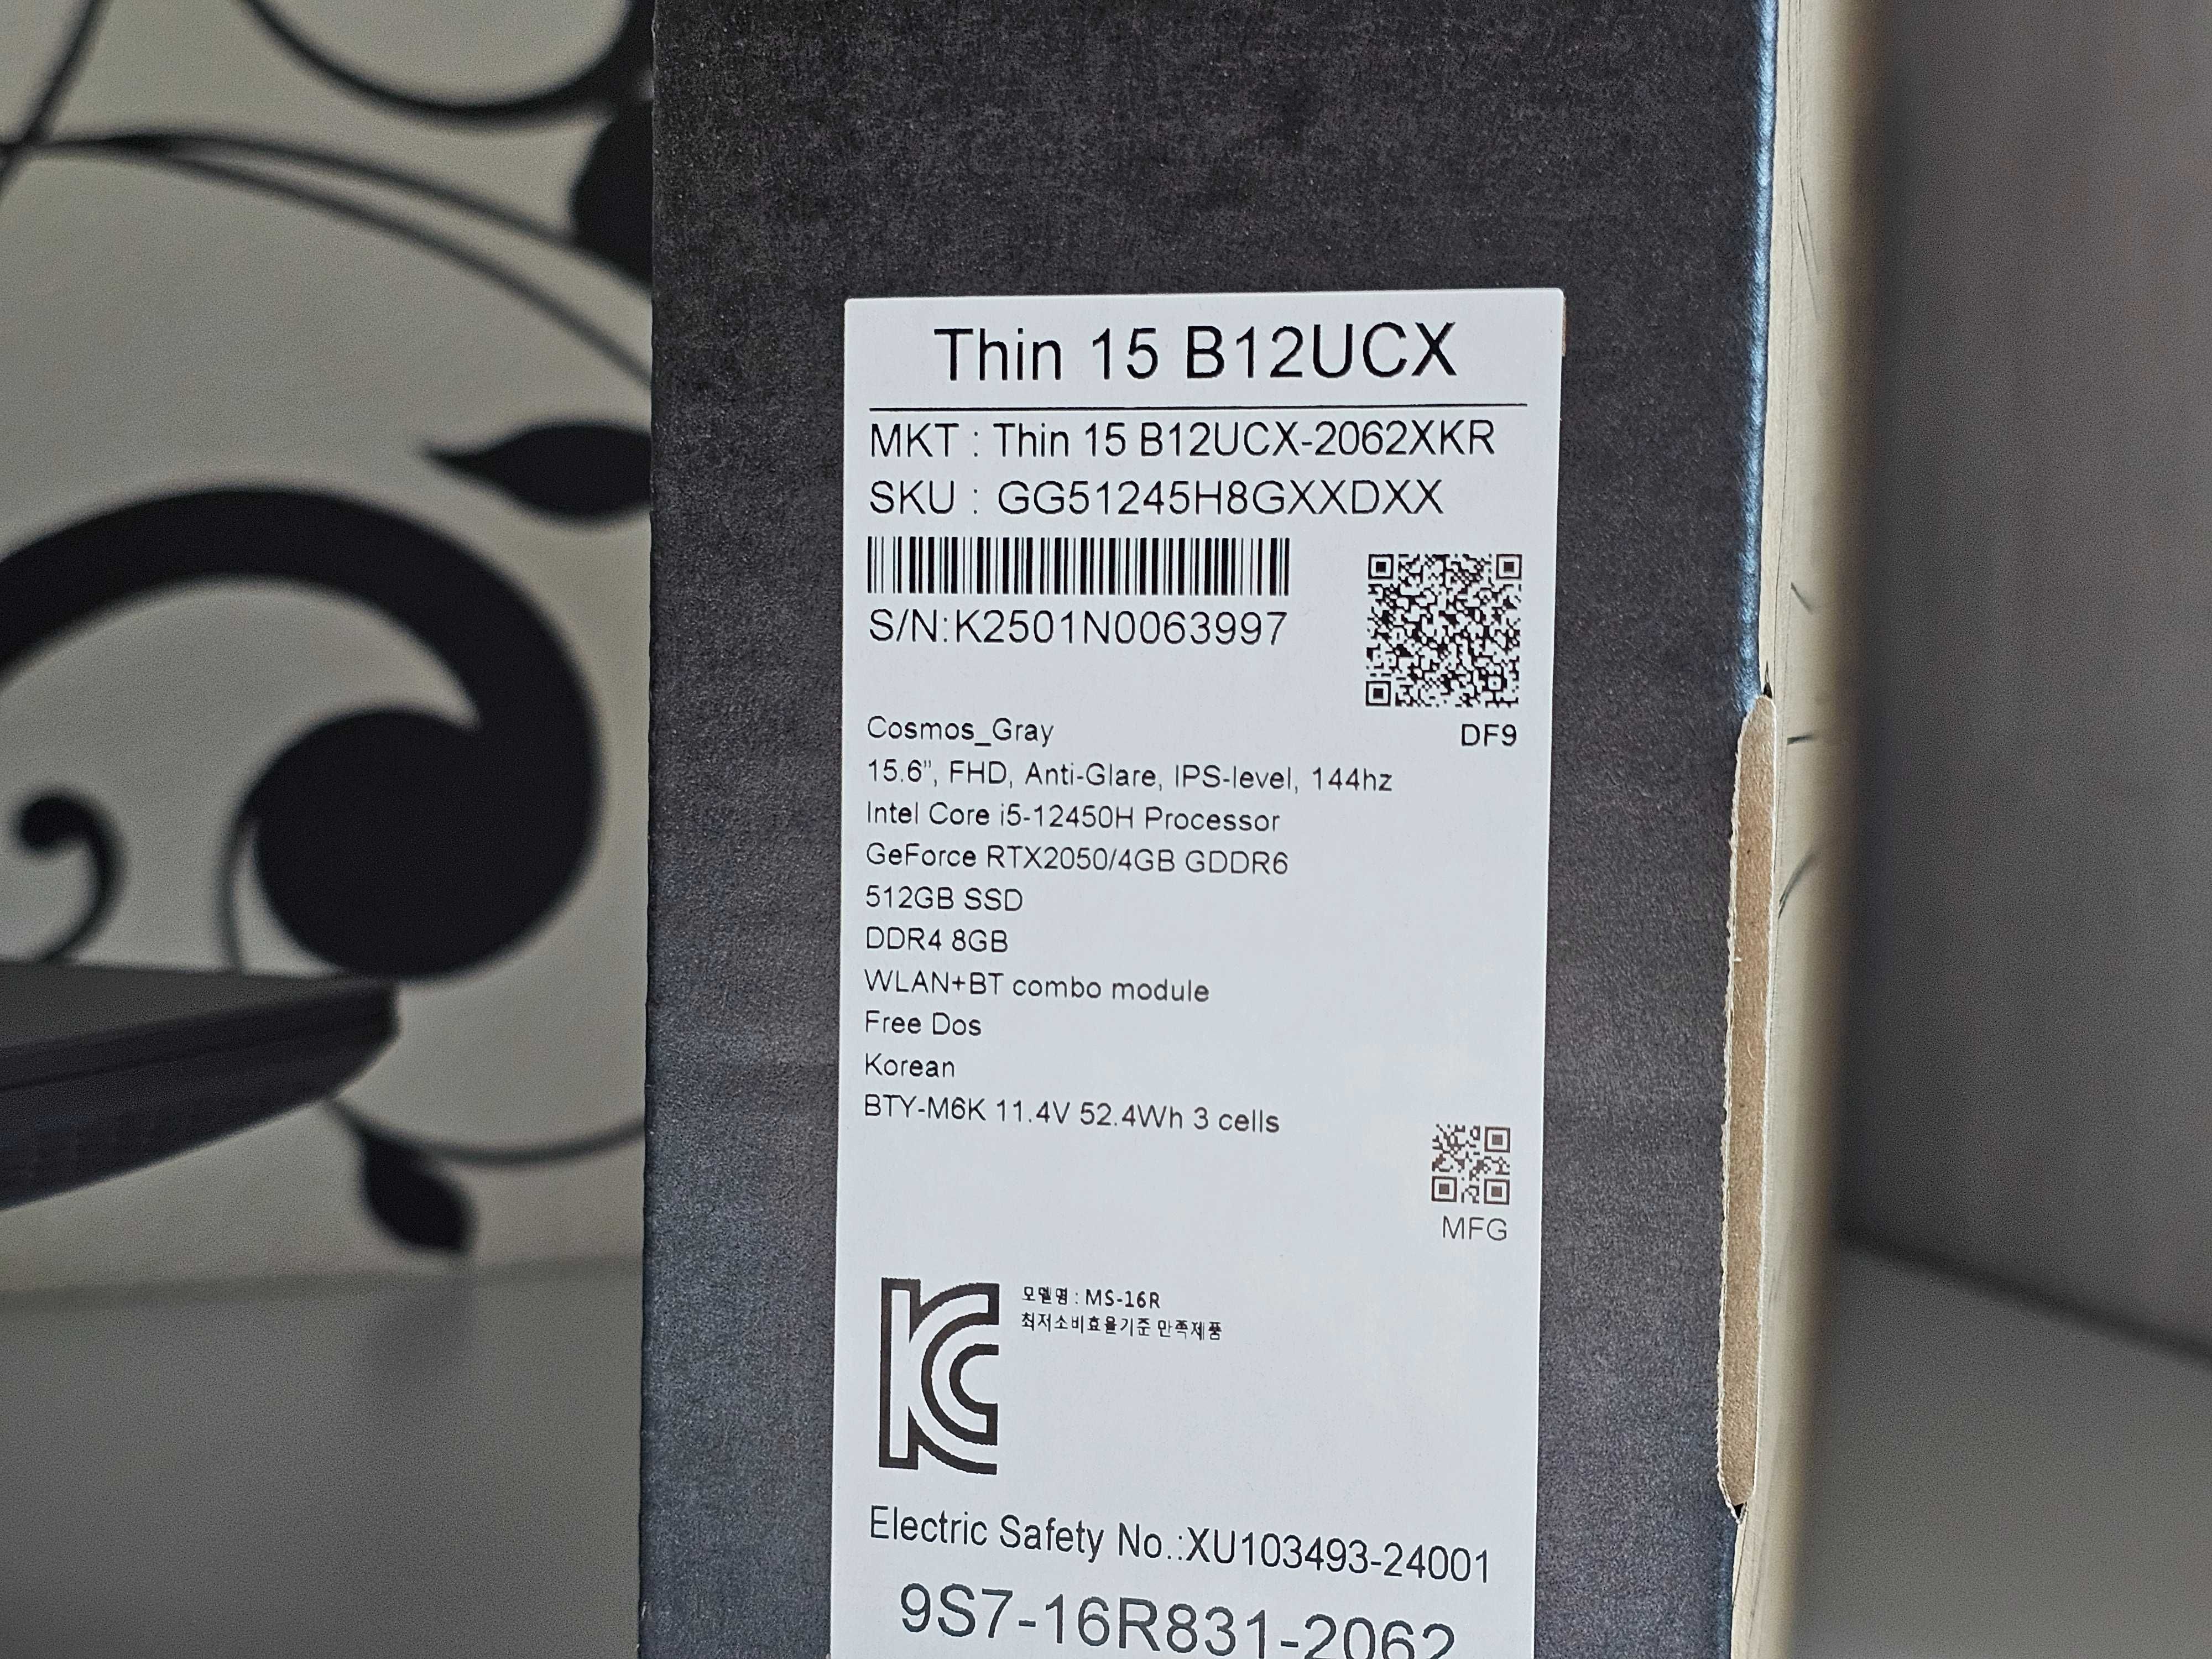 Thin 15 B12UCX
MKT : Thin 15 B12UCX-2062XKR
SKU : GG51245H8GXXDXX
S/N:K2501N0063997
DF9
Cosmos_Gray
15.6", FHD, Anti-Glare, IPS-level, 144hz
Intel Core i5-12450H Processor
GeForce RTX2050/4GB GDDR6
512GB SSD
DDR4 8GB
WLAN+BT combo module
Free Dos
Korean
BTY-M6K 11.4V 52.4Wh 3 cells
MFG
모델명 : MS-16R
최저소비효율기준 만족제품
Electric Safety No.:XU103493-24001
9S7-16R831-2062